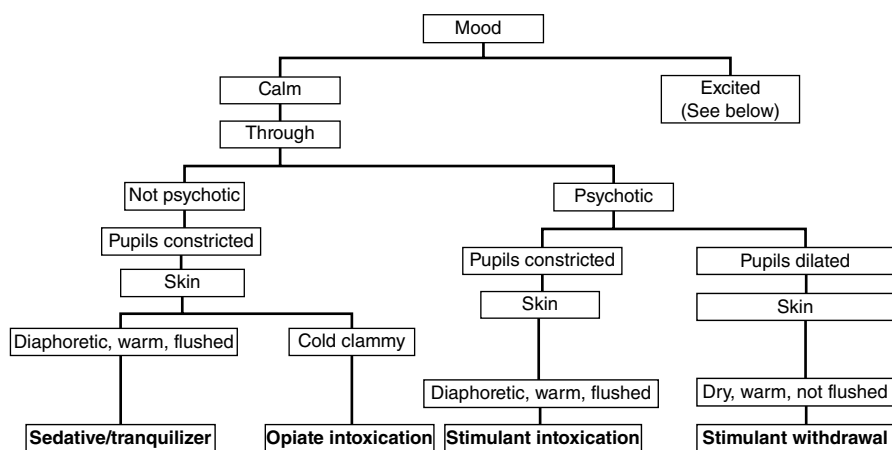 Mood
Calm
Excited
(See below)
Through
Not psychotic
Psychotic
Pupils constricted
Pupils constricted
Pupils dilated
Skin
Skin
Skin
Diaphoretic, warm, flushed
Cold clammy
Diaphoretic, warm, flushed
Dry, warm, not flushed
Sedative/tranquilizer
Opiate intoxication
Stimulant intoxication
Stimulant withdrawal